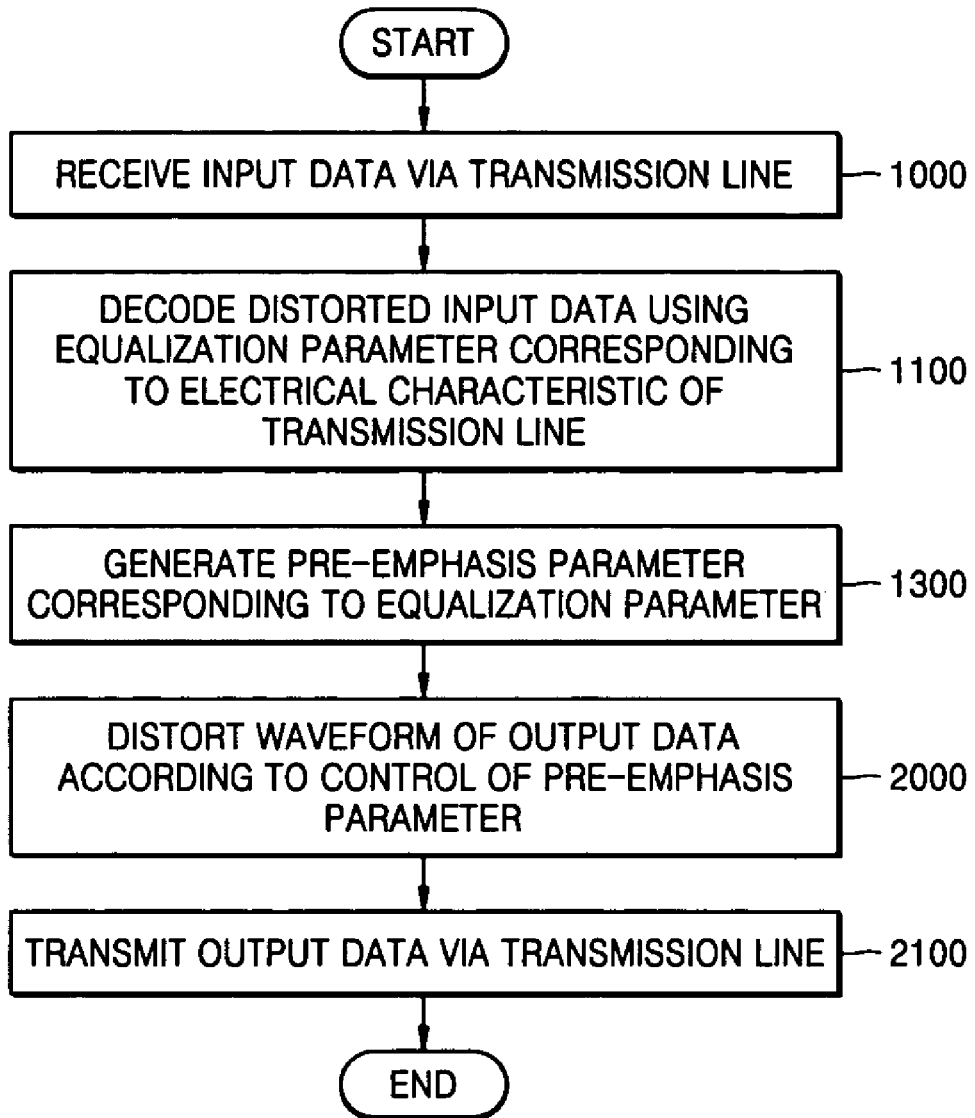 START
RECEIVE INPUT DATA VIA TRANSMISSION LINE
1000
DECODE DISTORTED INPUT DATA USING
EQUALIZATION PARAMETER CORRESPONDING
TO ELECTRICAL CHARACTERISTIC OF
TRANSMISSION LINE
1100
GENERATE PRE-EMPHASIS PARAMETER
CORRESPONDING TO EQUALIZATION PARAMETER
1300
DISTORT WAVEFORM OF OUTPUT DATA
ACCORDING TO CONTROL OF PRE-EMPHASIS
PARAMETER
2000
TRANSMIT OUTPUT DATA VIA TRANSMISSION LINE
2100
END